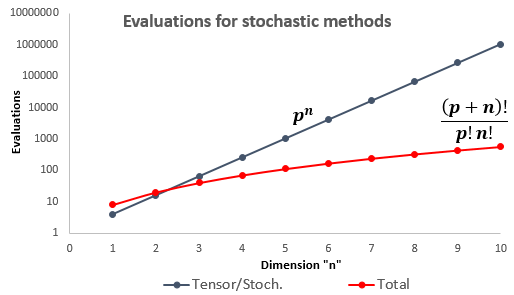 Evaluations for stochastic methods
10000000
1000000
100000
10000
1000
100
10
1
Evaluations
pⁿ
(p + n)!
p! n!
0 1 2 3 4 5 6 7 8 9 10
Dimension "n"
Tensor/Stoch. Total